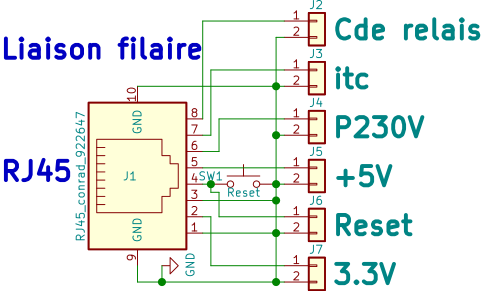 J2
1
2
Cde relais
Liaison filaire
J3
1
2
itc
10
GND
RJ45_conrad_922647
8
7
6
5
4
3
2
1
J4
1
2
P230V
RJ45
J1
SW1
Reset
J5
1
2
+5V
J6
1
2
Reset
GND
9
GND
J7
1
2
3.3V